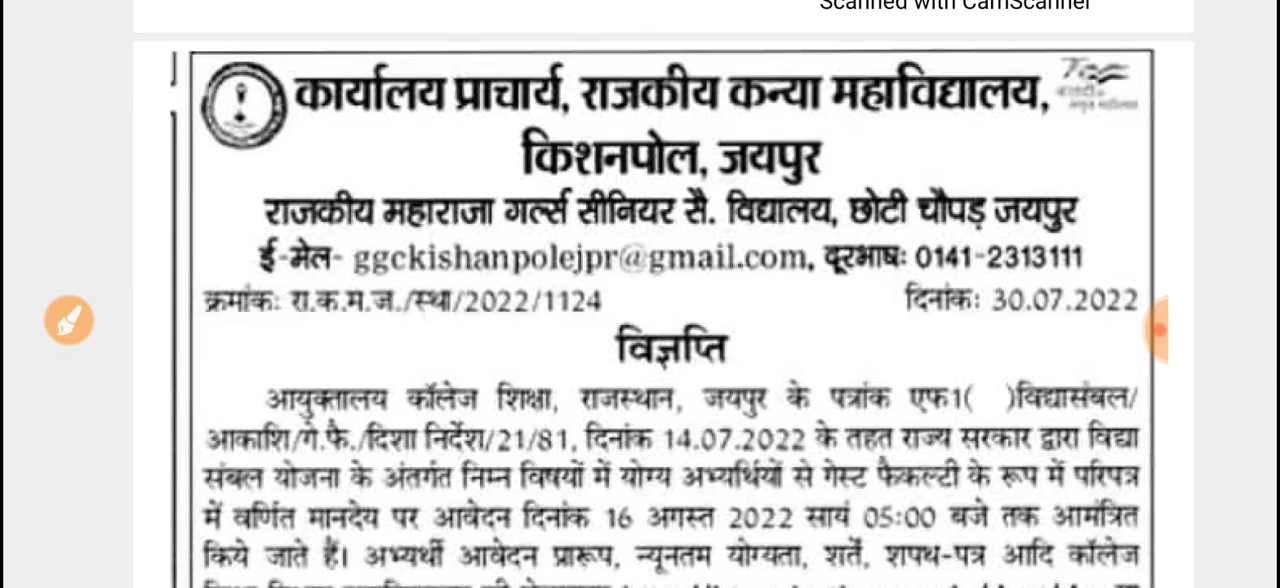 Scanned with CamScanner
कार्यालय प्राचार्य, राजकीय कन्या महाविद्यालय,
किशनपोल, जयपुर
राजकीय महाराजा गर्ल्स सीनियर सै. विद्यालय, छोटी चौपड़ जयपुर
ई-मेल- ggckishanpolejpr@gmail.com, दूरभाषः 0141-2313111
क्रमांकः रा.क.म.ज./स्था/2022/1124 दिनांकः 30.07.2022
विज्ञप्ति
आयुक्तालय कॉलेज शिक्षा, राजस्थान, जयपुर के पत्रांक एफ1( )विद्यासंबल/
आकाशि/गे.फै./दिशा निर्देश/21/81, दिनांक 14.07.2022 के तहत राज्य सरकार द्वारा विद्या
संबल योजना के अंतर्गत निम्न विषयों में योग्य अभ्यर्थियों से गेस्ट फैकल्टी के रूप में परिपत्र
में वर्णित मानदेय पर आवेदन दिनांक 16 अगस्त 2022 सायं 05:00 बजे तक आमंत्रित
किये जाते हैं। अभ्यर्थी आवेदन प्रारूप, न्यूनतम योग्यता, शर्ते, शपथ-पत्र आदि कॉलेज